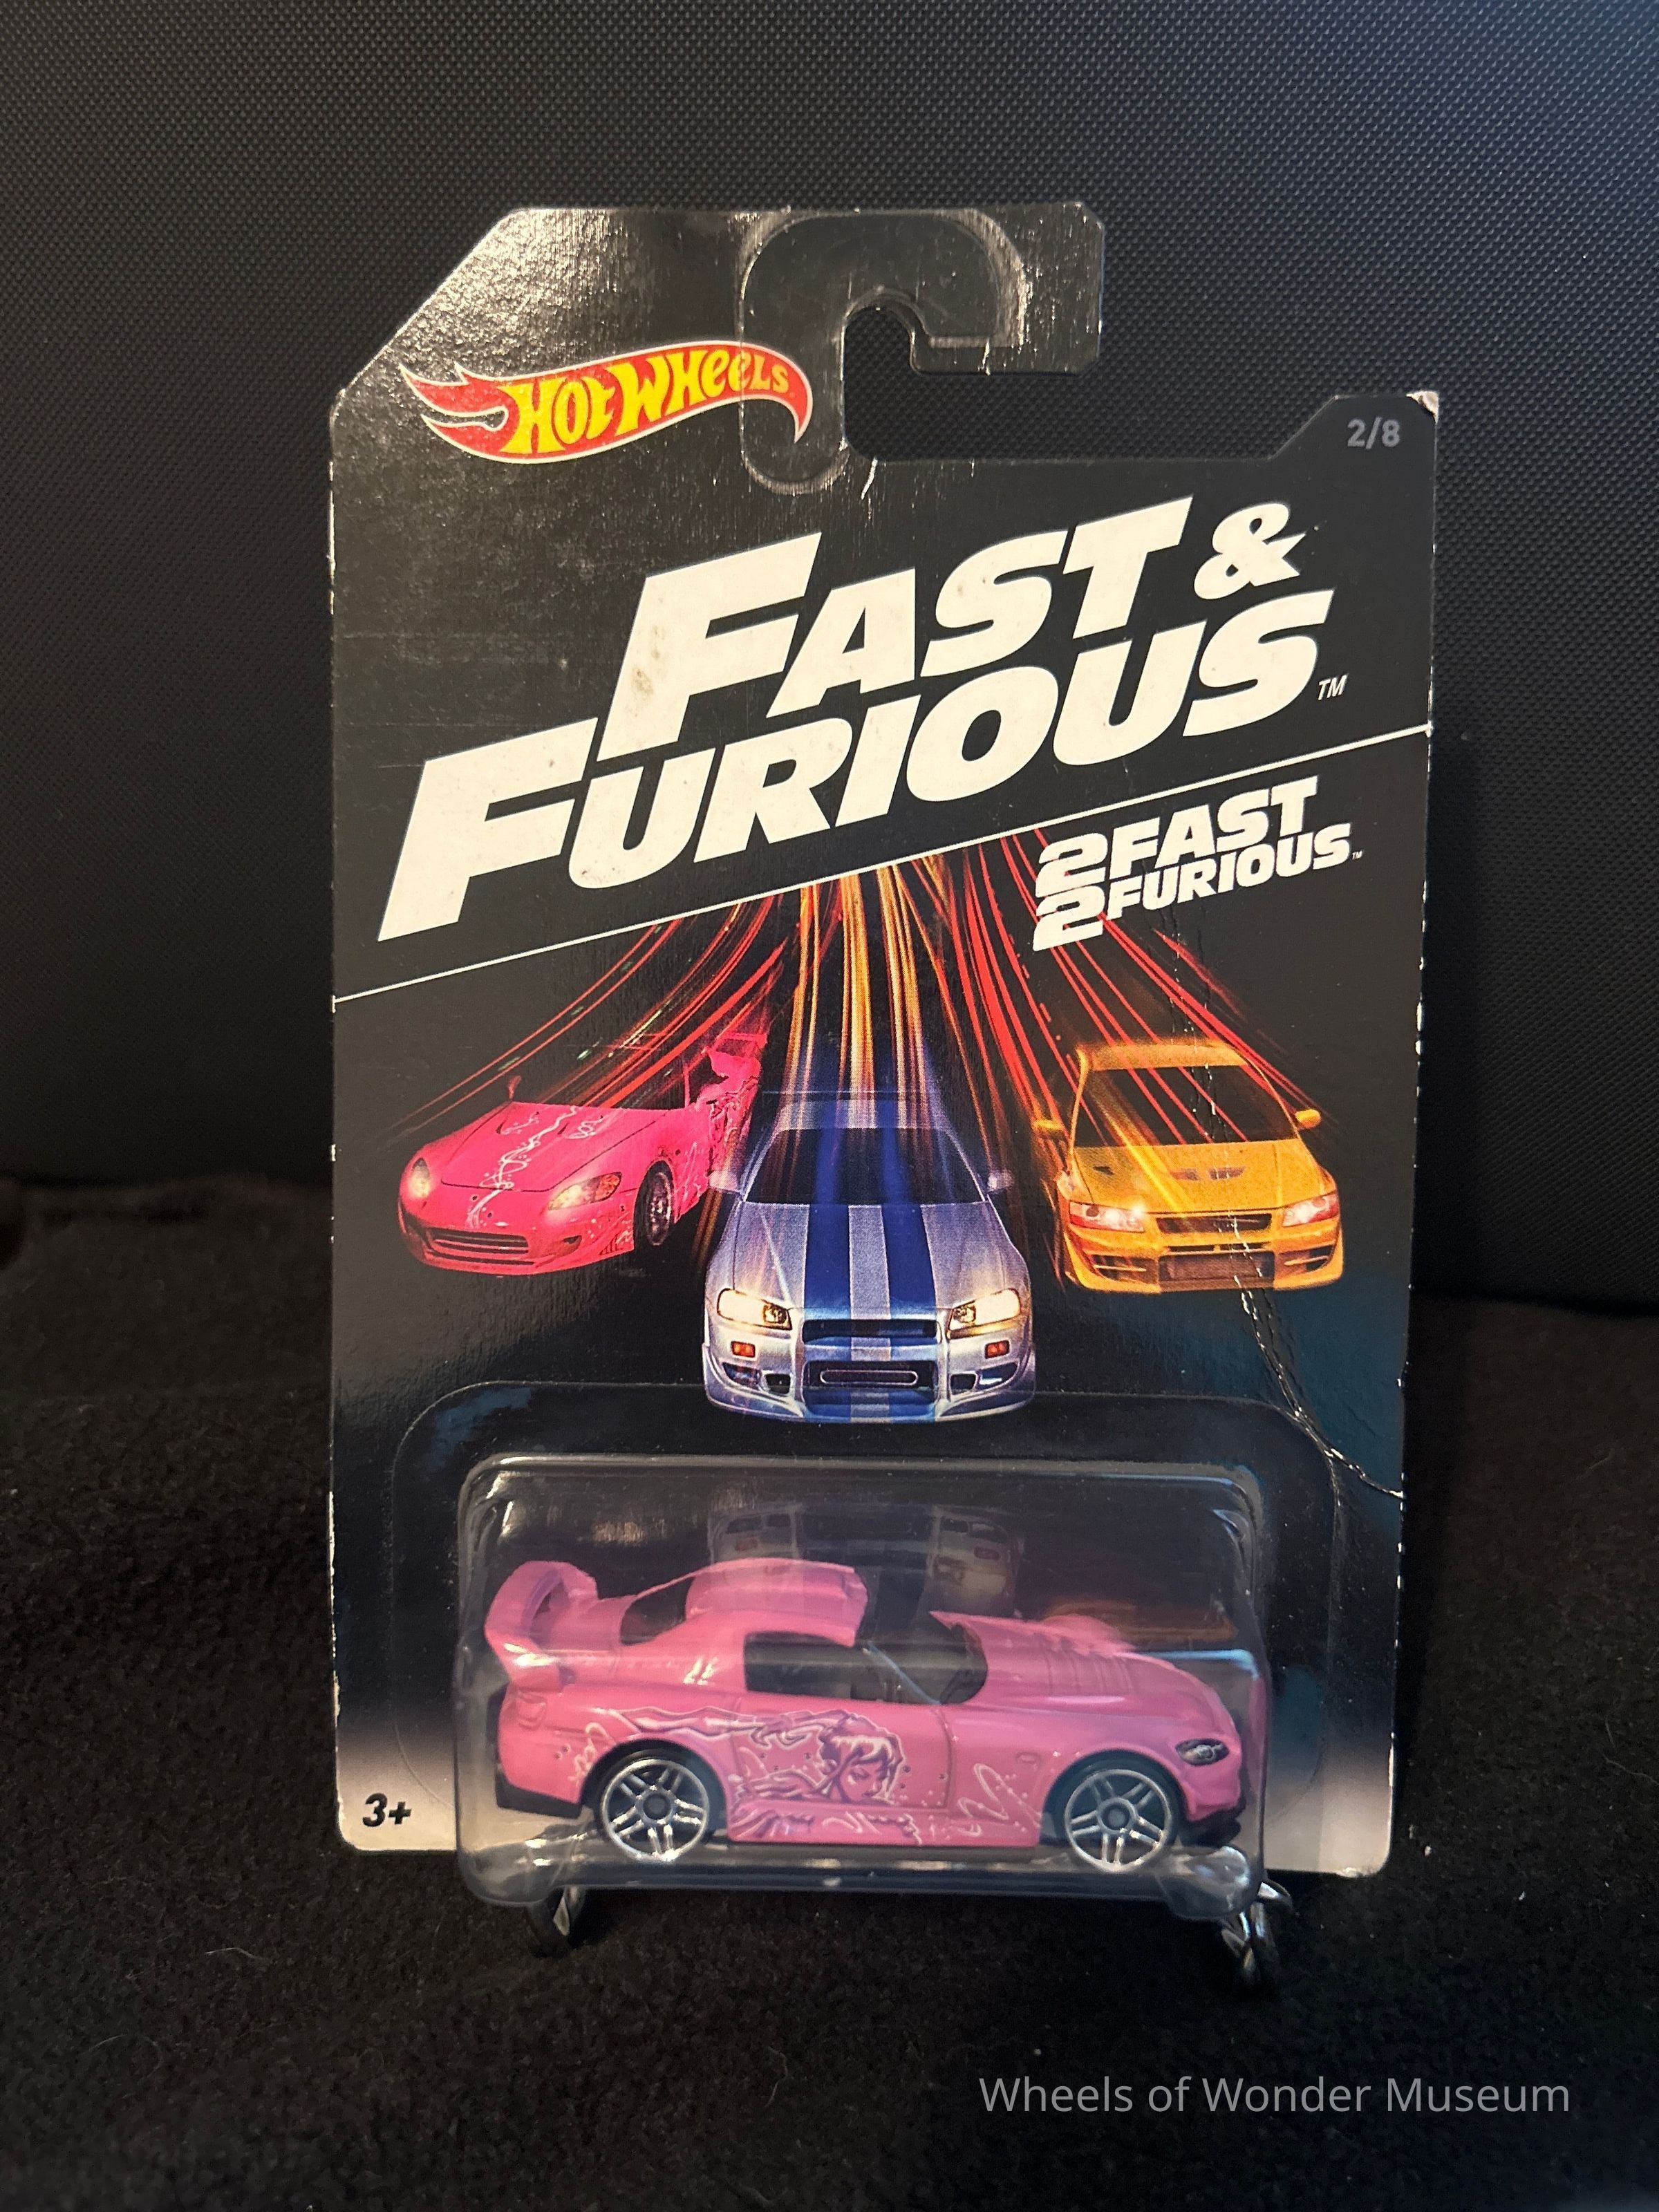 HOT WHEELS
2/8
FAST &
FURIOUS™
2 FAST
2 FURIOUS™
3+
Wheels of Wonder Museum